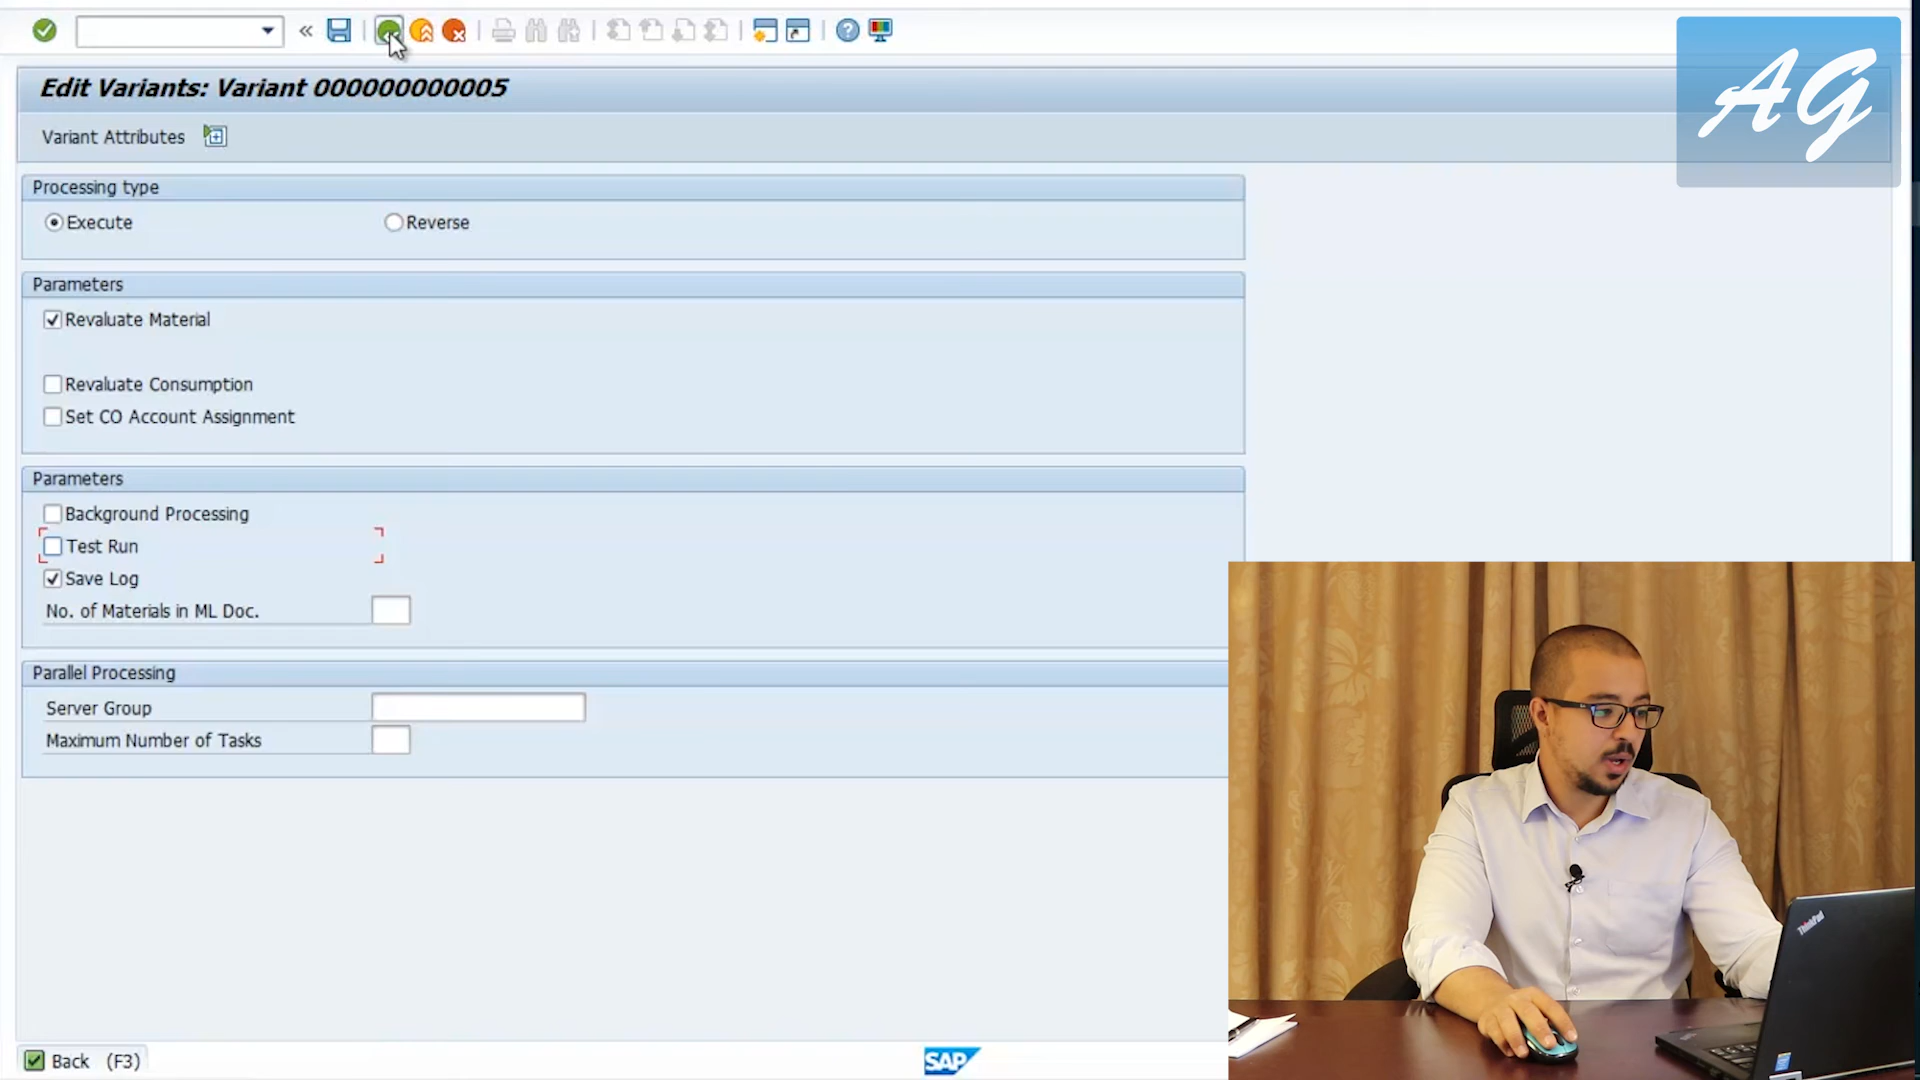 Edit Variants: Variant 000000000005
Variant Attributes
Processing type
Execute
Reverse
Parameters
Revaluate Material
Revaluate Consumption
Set CO Account Assignment
Parameters
Background Processing
Test Run
Save Log
No. of Materials in ML Doc.
Parallel Processing
Server Group
Maximum Number of Tasks
Back (F3)
SAP
AG
ThinkPad